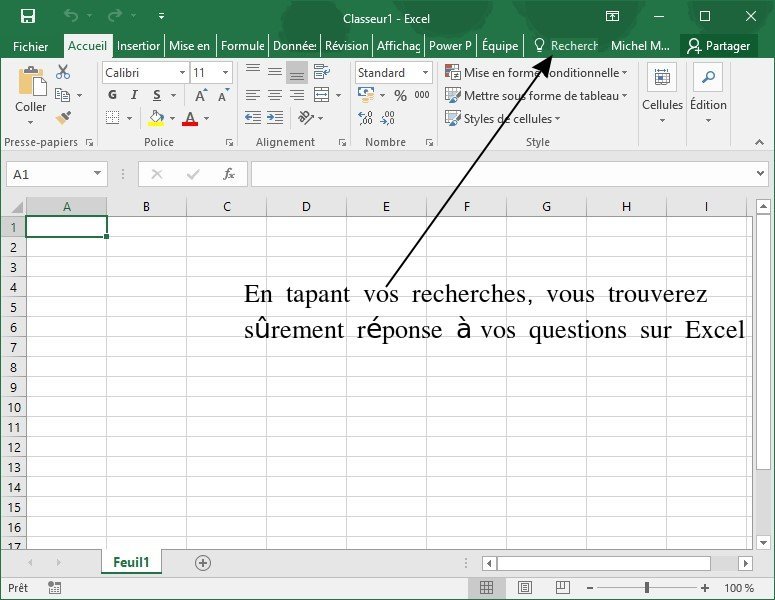 Classeur1 - Excel
Fichier Accueil Insertior Mise en Formule Donnée Révision Affichag Power P Équipe Recherch Michel M... Partager
Coller
Calibri 11
G I S A A
A
Standard
% 000
Mise en forme conditionnelle
Mettre sous forme de tableau
Styles de cellules
Cellules Édition
Presse-papiers Police Alignement Nombre Style
A1 fx
A B C D E F G H I
1
2
3
4
5
6
7
8
9
10
11
12
13
14
15
16
17
En tapant vos recherches, vous trouverez
sûrement réponse à vos questions sur Excel
Feuil1
Prêt 100 %